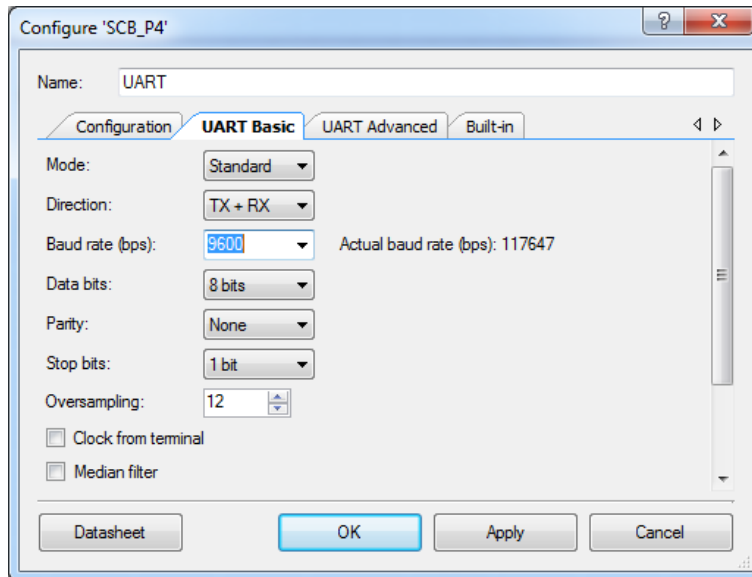 Configure 'SCB_P4'
Name: UART
Configuration UART Basic UART Advanced Built-in
Mode: Standard
Direction: TX + RX
Baud rate (bps): 9600 Actual baud rate (bps): 117647
Data bits: 8 bits
Parity: None
Stop bits: 1 bit
Oversampling: 12
Clock from terminal
Median filter
Datasheet OK Apply Cancel